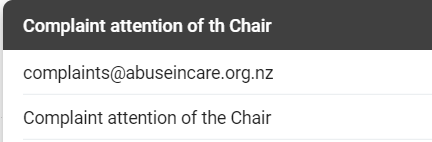 Complaint attention of th Chair
complaints@abuseincare.org.nz
Complaint attention of the Chair